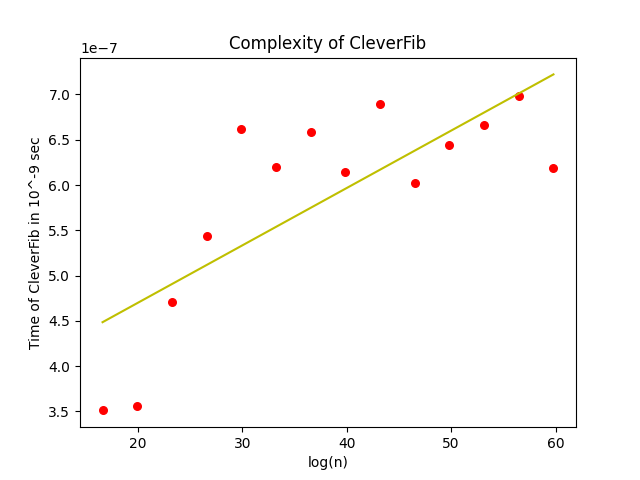 Complexity of CleverFib
1e−7
7.0
6.5
6.0
5.5
5.0
4.5
4.0
3.5
Time of CleverFib in 10^-9 sec
20 30 40 50 60
log(n)